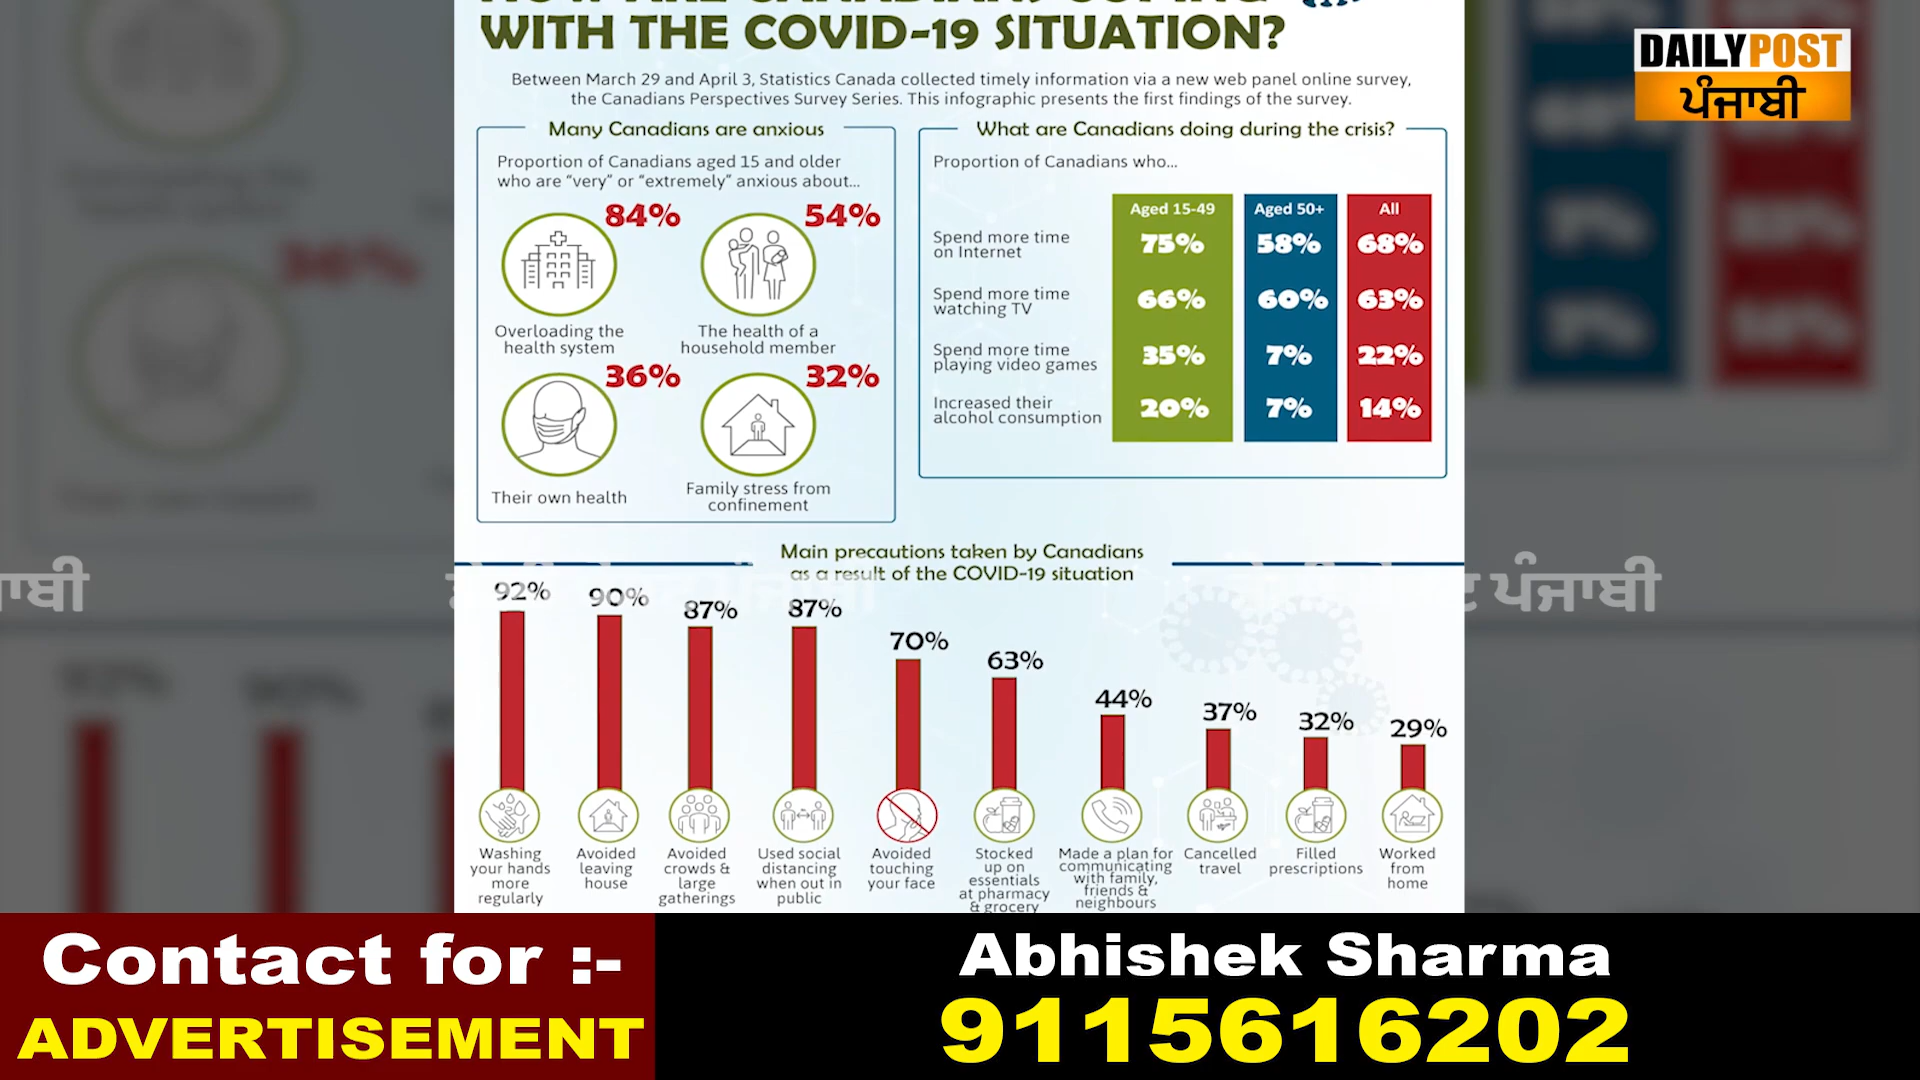 HOW ARE CANADIANS COPING
WITH THE COVID-19 SITUATION?
Between March 29 and April 3, Statistics Canada collected timely information via a new web panel online survey,
the Canadians Perspectives Survey Series. This infographic presents the first findings of the survey.
DAILYPOST
ਪੰਜਾਬੀ
Many Canadians are anxious
Proportion of Canadians aged 15 and older
who are “very” or “extremely” anxious about...
84%
Overloading the
health system
54%
The health of a
household member
36%
Their own health
32%
Family stress from
confinement
What are Canadians doing during the crisis?
Proportion of Canadians who...
Aged 15-49 Aged 50+ All
Spend more time
on Internet
75% 58% 68%
Spend more time
watching TV
66% 60% 63%
Spend more time
playing video games
35% 7% 22%
Increased their
alcohol consumption
20% 7% 14%
Main precautions taken by Canadians
as a result of the COVID-19 situation
92%
Washing
your hands
more
regularly
90%
Avoided
leaving
house
87%
Avoided
crowds &
large
gatherings
87%
Used social
distancing
when out in
public
70%
Avoided
touching
your face
63%
Stocked
up on
essentials
at pharmacy
& grocery
44%
Made a plan for
communicating
with family,
friends &
neighbours
37%
Cancelled
travel
32%
Filled
prescriptions
29%
Worked
from
home
ਪੰਜਾਬੀ
Contact for :-
ADVERTISEMENT
Abhishek Sharma
9115616202